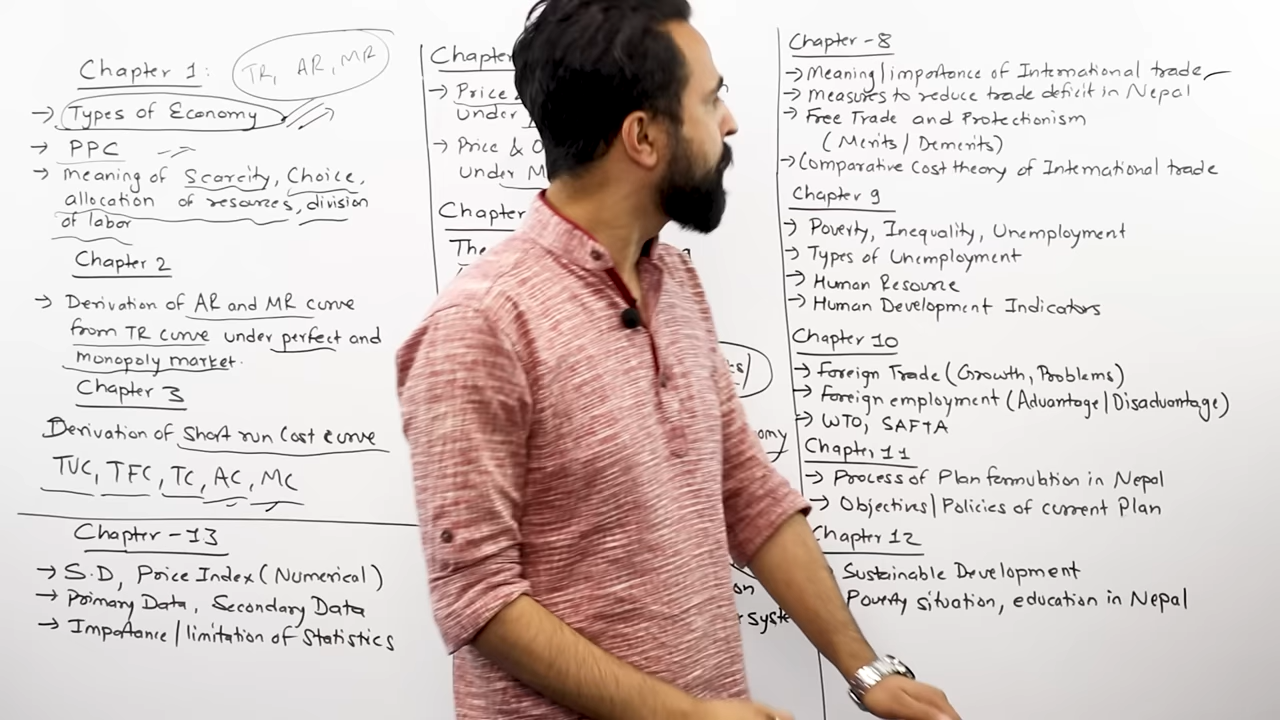 Chapter 1:
TR, AR, MR
→ Types of Economy
→ PPC
→ Meaning of Scarcity, Choice,
allocation of resources, division
of labor
Chapter 2
→ Derivation of AR and MR curve
from TR curve under perfect and
monopoly market.
Chapter 3
Derivation of Short run Cost curve
TVC, TFC, TC, AC, MC
Chapter -13
→ S.D, Price Index (Numerical)
→ Primary Data, Secondary Data
→ Importance / limitation of Statistics
Chapter
→ Price
under
→ Price & O
under M
Chapter
The
on
Chapter -8
→ Meaning / importance of International trade
→ Measures to reduce trade deficit in Nepal
→ Free Trade and Protectionism
(Merits / Demerits)
→ Comparative Cost theory of International trade
Chapter 9
→ Poverty, Inequality, Unemployment
→ Types of Unemployment
→ Human Resource
→ Human Development Indicators
Chapter 10
→ Foreign Trade (Growth, Problems)
→ Foreign employment (Advantage / Disadvantage)
→ WTO, SAFTA
Chapter 11
→ Process of Plan formulation in Nepal
→ Objectives / Policies of current Plan
Chapter 12
Sustainable Development
Poverty situation, education in Nepal